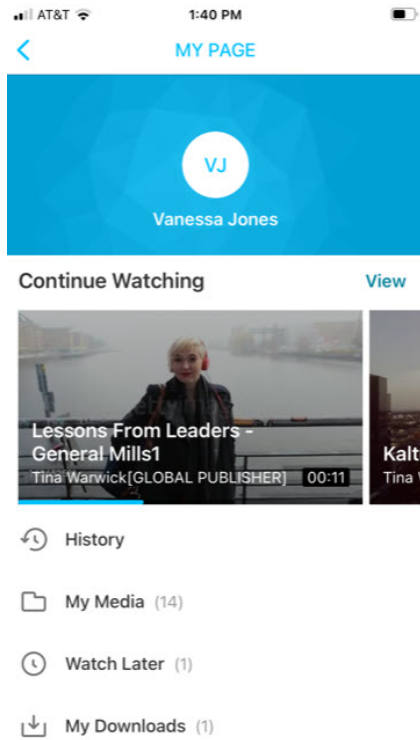 AT&T 1:40 PM
MY PAGE
VJ
Vanessa Jones
Continue Watching View
Lessons From Leaders -
General Mills1
Tina Warwick[GLOBAL PUBLISHER] 00:11
Kalt
Tina
History
My Media (14)
Watch Later (1)
My Downloads (1)